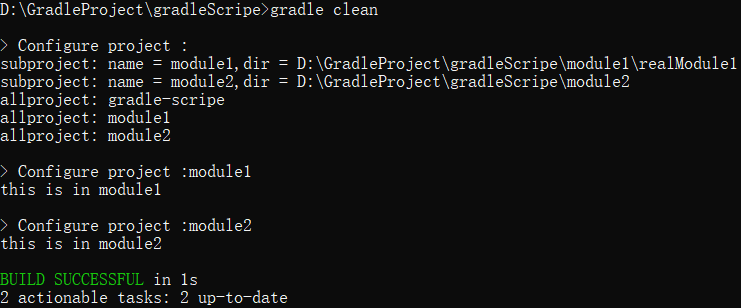 D:\GradleProject\gradleScripe>gradle clean
> Configure project :
subproject: name = module1,dir = D:\GradleProject\gradleScripe\module1\realModule1
subproject: name = module2,dir = D:\GradleProject\gradleScripe\module2
allproject: gradle-scripe
allproject: module1
allproject: module2
> Configure project :module1
this is in module1
> Configure project :module2
this is in module2
BUILD SUCCESSFUL in 1s
2 actionable tasks: 2 up-to-date